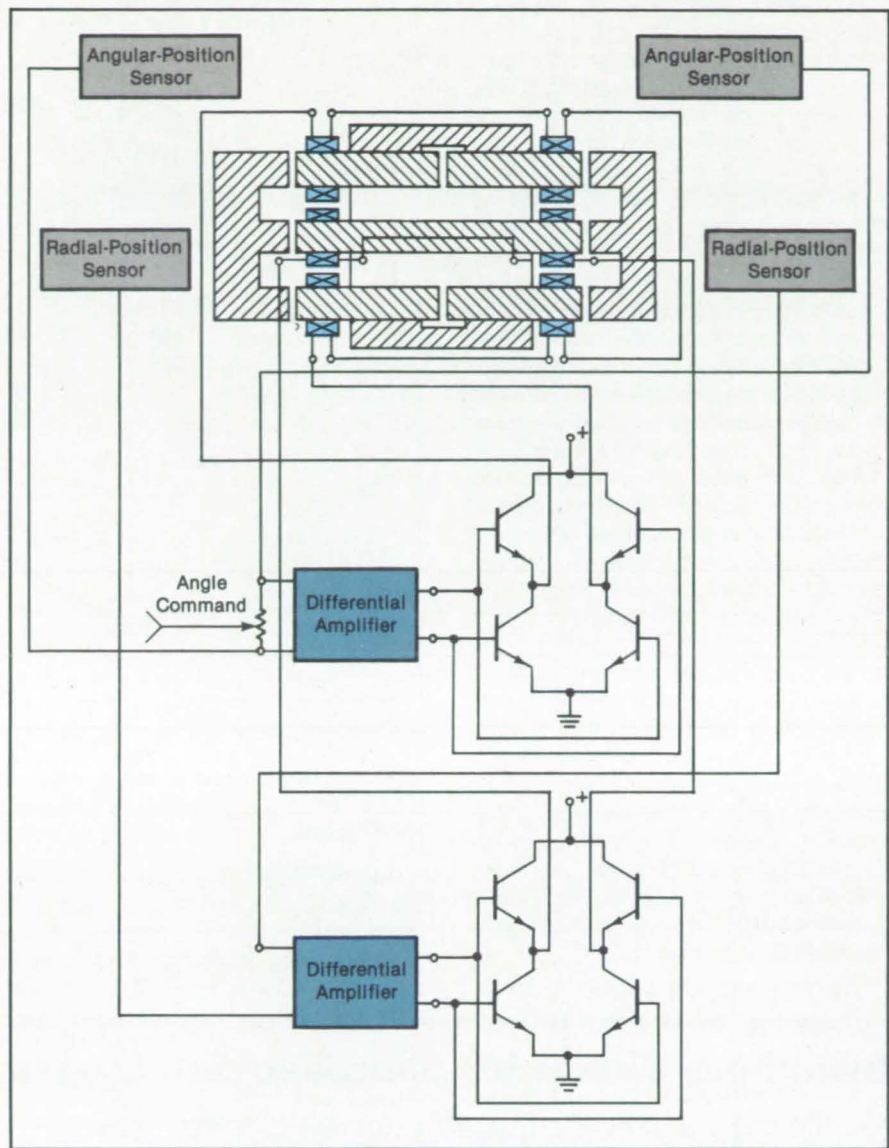 Angular-Position
Sensor
Angular-Position
Sensor
Radial-Position
Sensor
Radial-Position
Sensor
+
Angle
Command
Differential
Amplifier
+
Differential
Amplifier